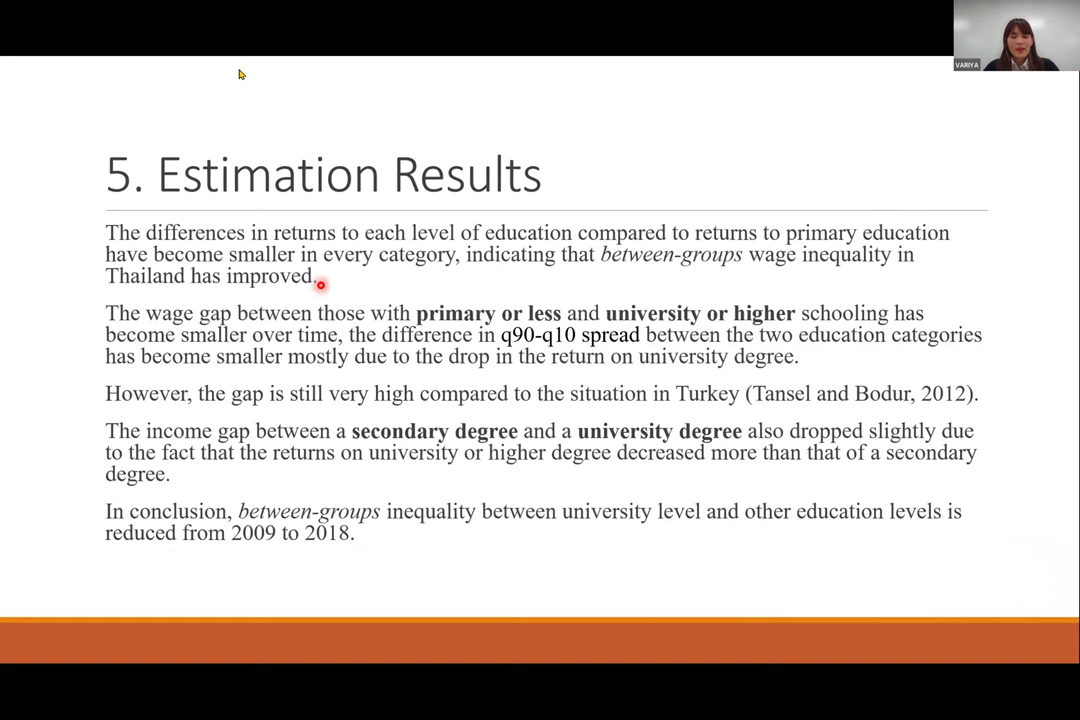 VARIYA
5. Estimation Results
The differences in returns to each level of education compared to returns to primary education
have become smaller in every category, indicating that between-groups wage inequality in
Thailand has improved.
The wage gap between those with primary or less and university or higher schooling has
become smaller over time, the difference in q90-q10 spread between the two education categories
has become smaller mostly due to the drop in the return on university degree.
However, the gap is still very high compared to the situation in Turkey (Tansel and Bodur, 2012).
The income gap between a secondary degree and a university degree also dropped slightly due
to the fact that the returns on university or higher degree decreased more than that of a secondary
degree.
In conclusion, between-groups inequality between university level and other education levels is
reduced from 2009 to 2018.